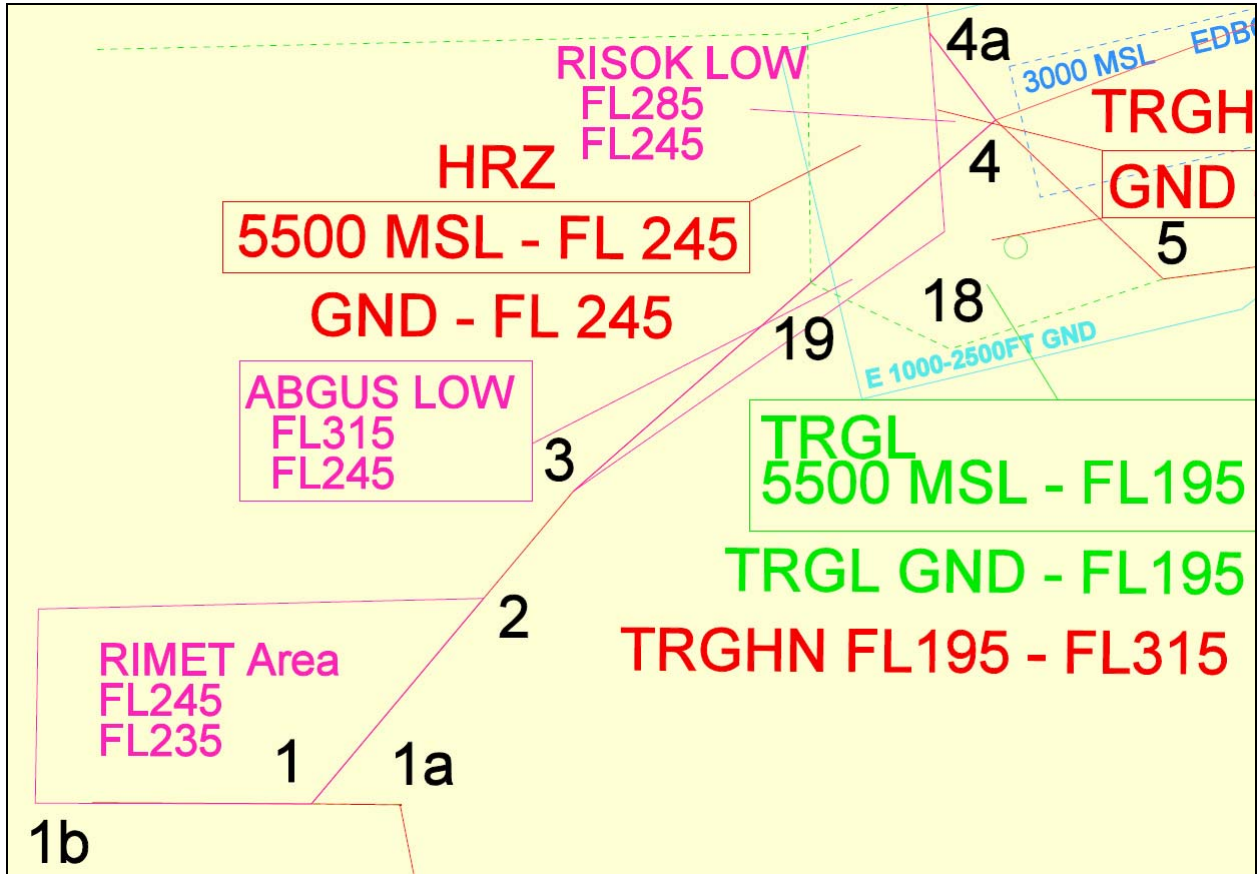 4a
RISOK LOW
FL285
FL245
3000 MSL
TRGH
HRZ
4
GND
5500 MSL - FL 245
5
GND - FL 245
18
19
E 1000-2500FT GND
ABGUS LOW
FL315
FL245
3
TRGL
5500 MSL - FL195
TRGL GND - FL195
2
TRGHN FL195 - FL315
RIMET Area
FL245
FL235
1
1a
1b